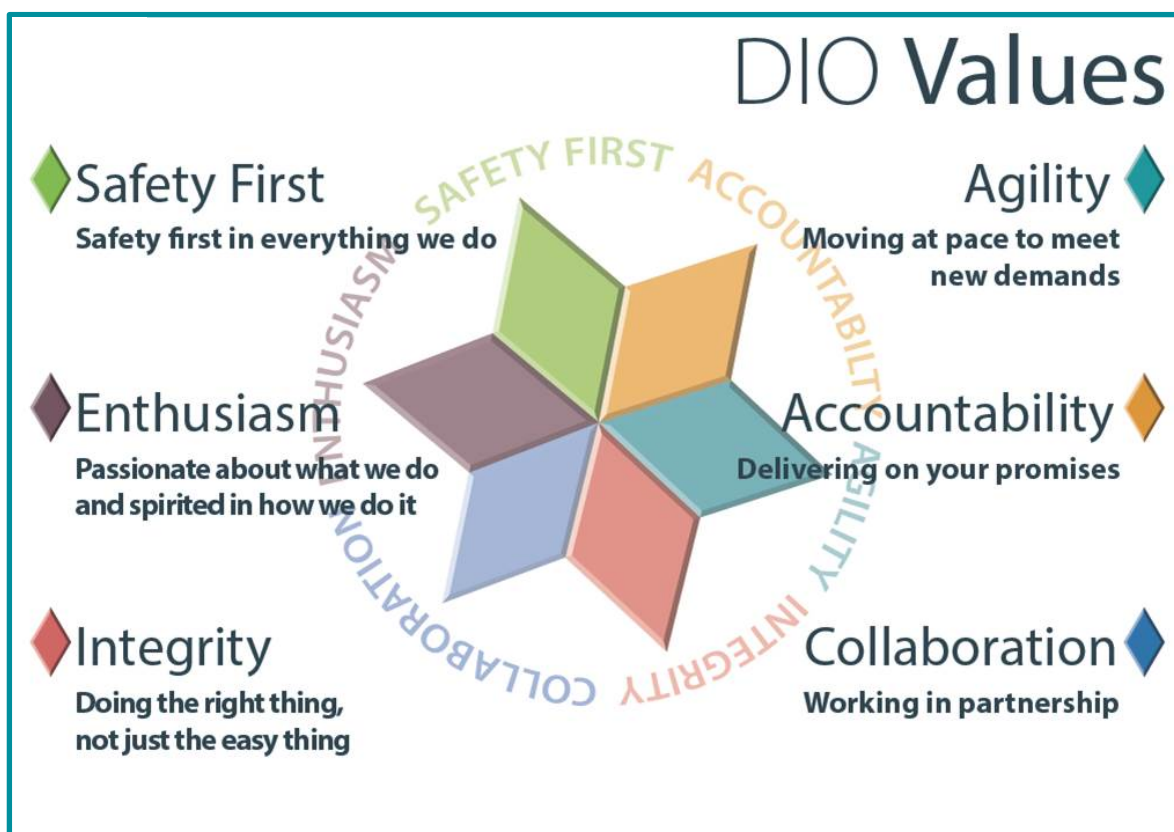 DIO Values
Safety First
Safety first in everything we do
Enthusiasm
Passionate about what we do
and spirited in how we do it
Integrity
Doing the right thing,
not just the easy thing
Agility
Moving at pace to meet
new demands
Accountability
Delivering on your promises
Collaboration
Working in partnership
SAFETY FIRST
ACCOUNTABILTY
AGILITY
INTEGRITY
COLLABORATION
ENTHUSIASM